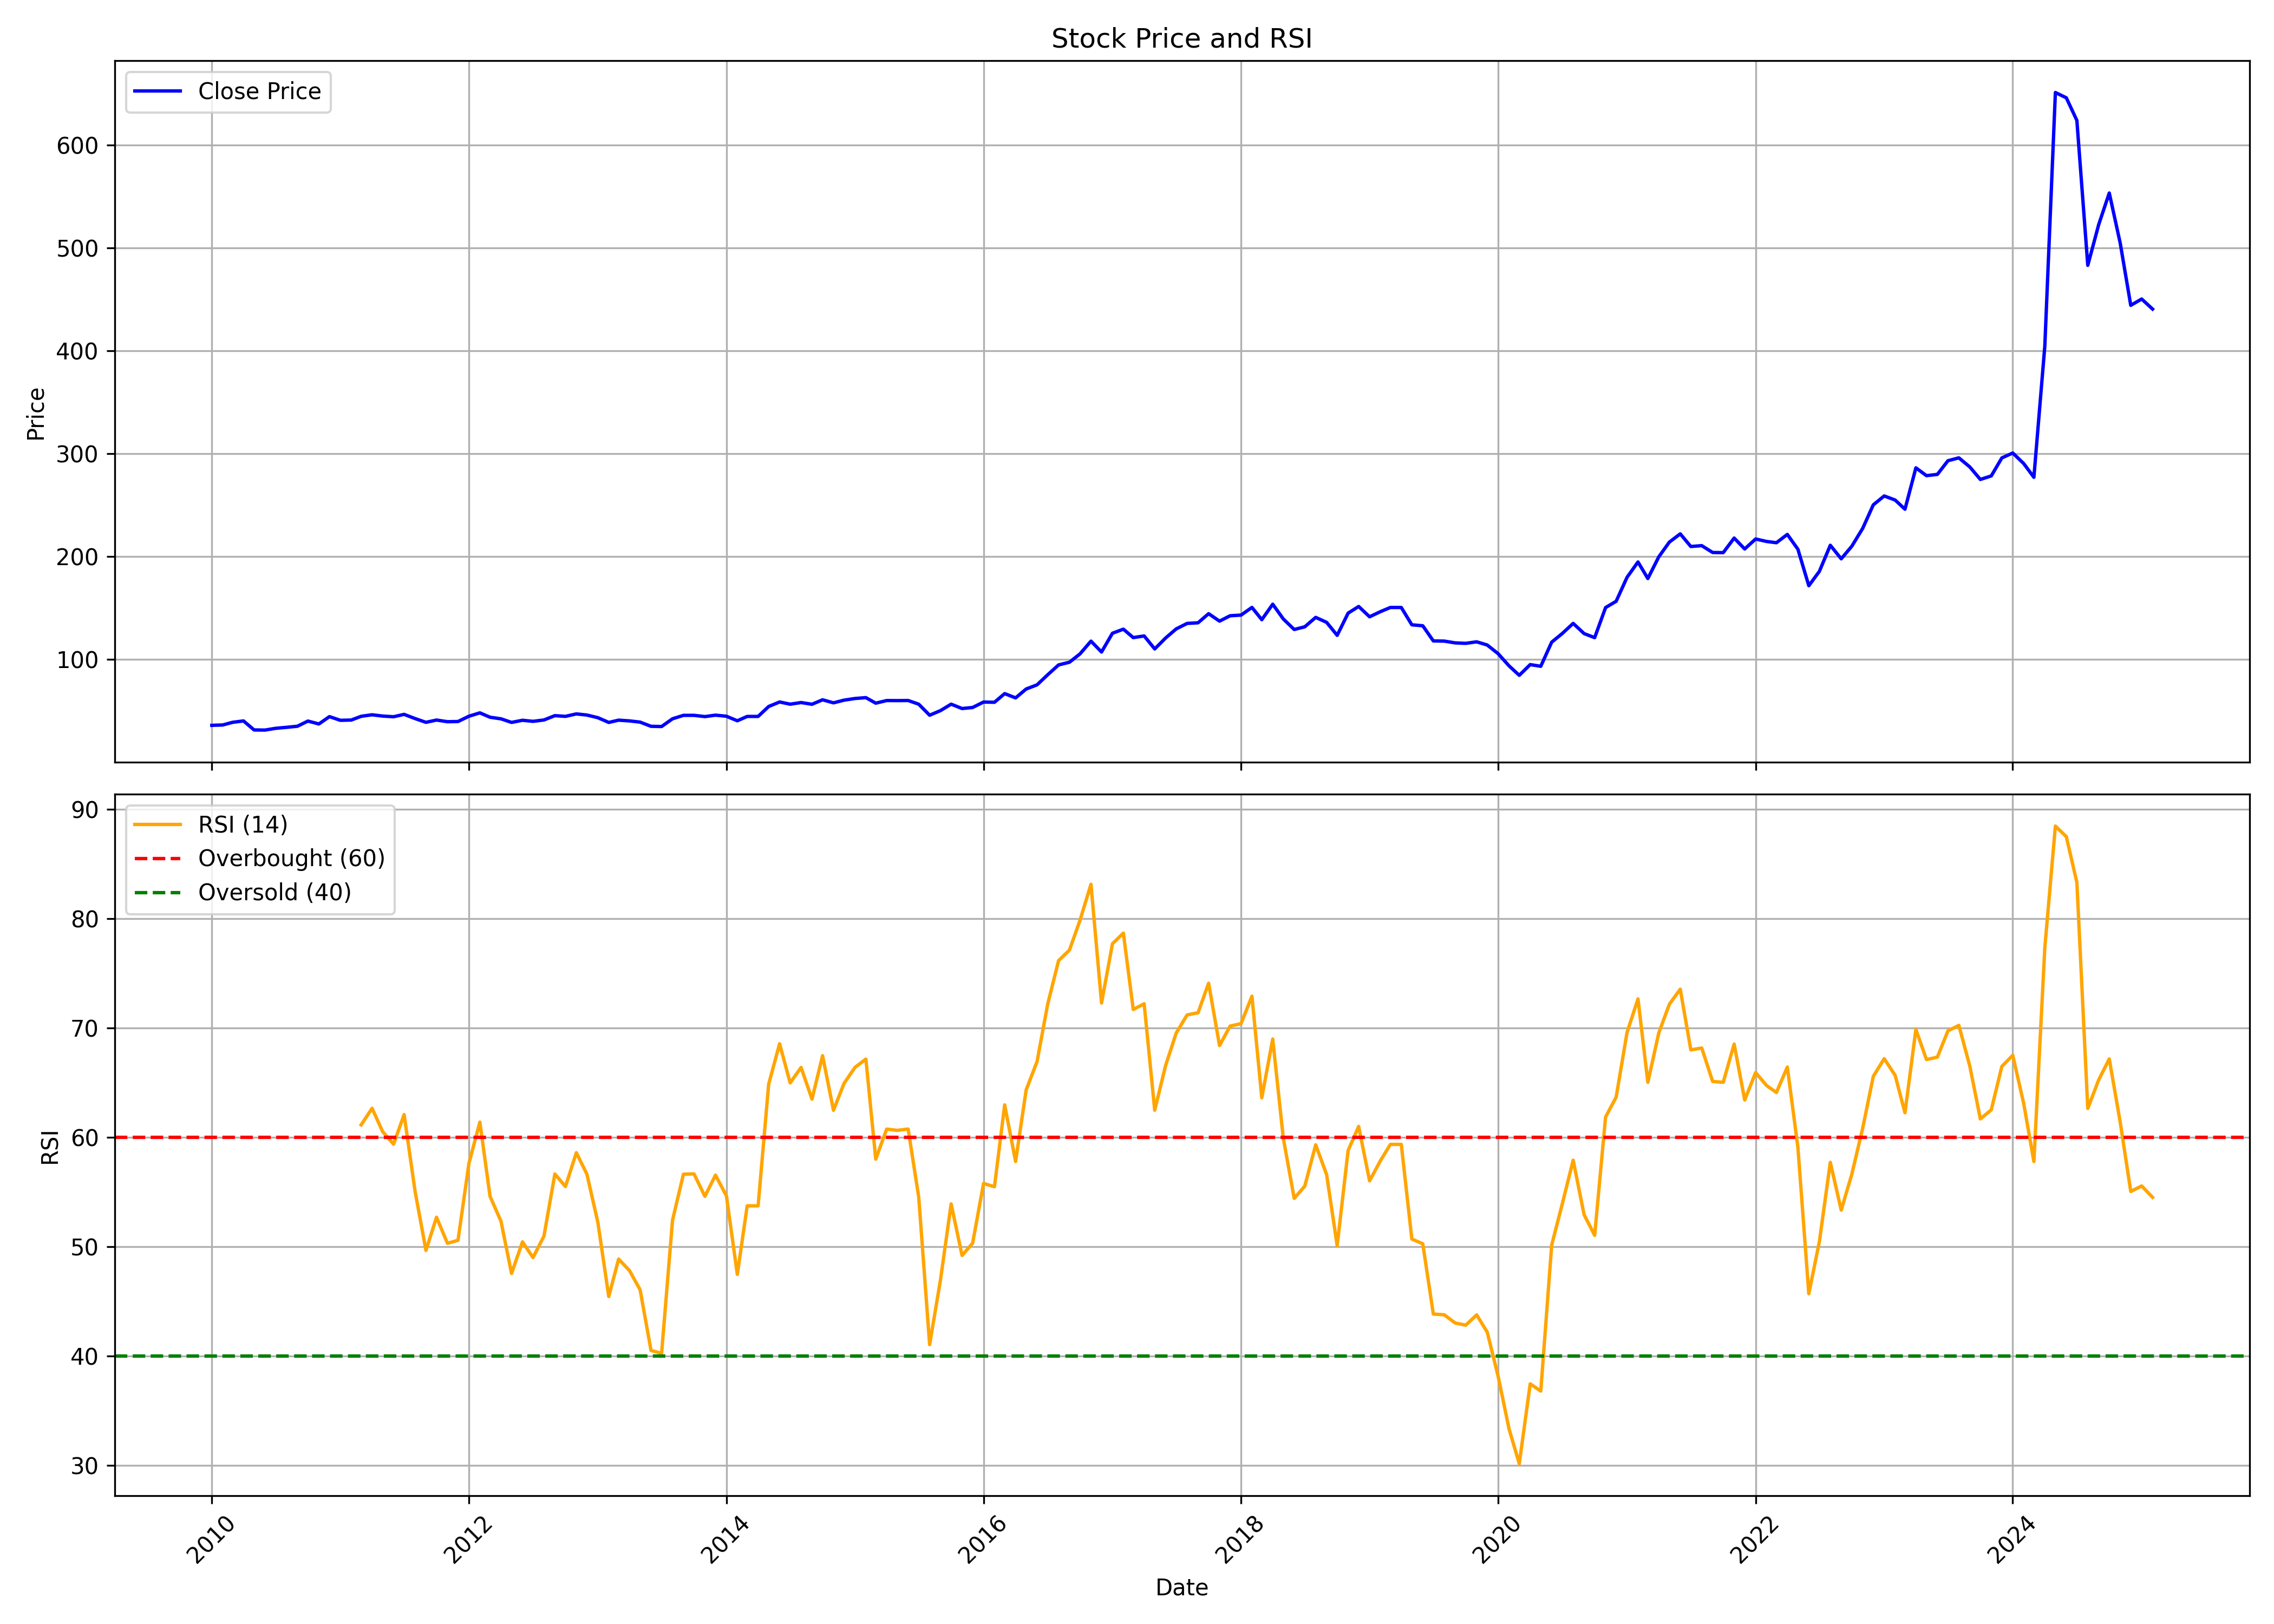 Stock Price and RSI
Close Price
600
500
400
300
200
100
Price
RSI (14)
Overbought (60)
Oversold (40)
90
80
70
60
50
40
30
RSI
2010
2012
2014
2016
2018
2020
2022
2024
Date